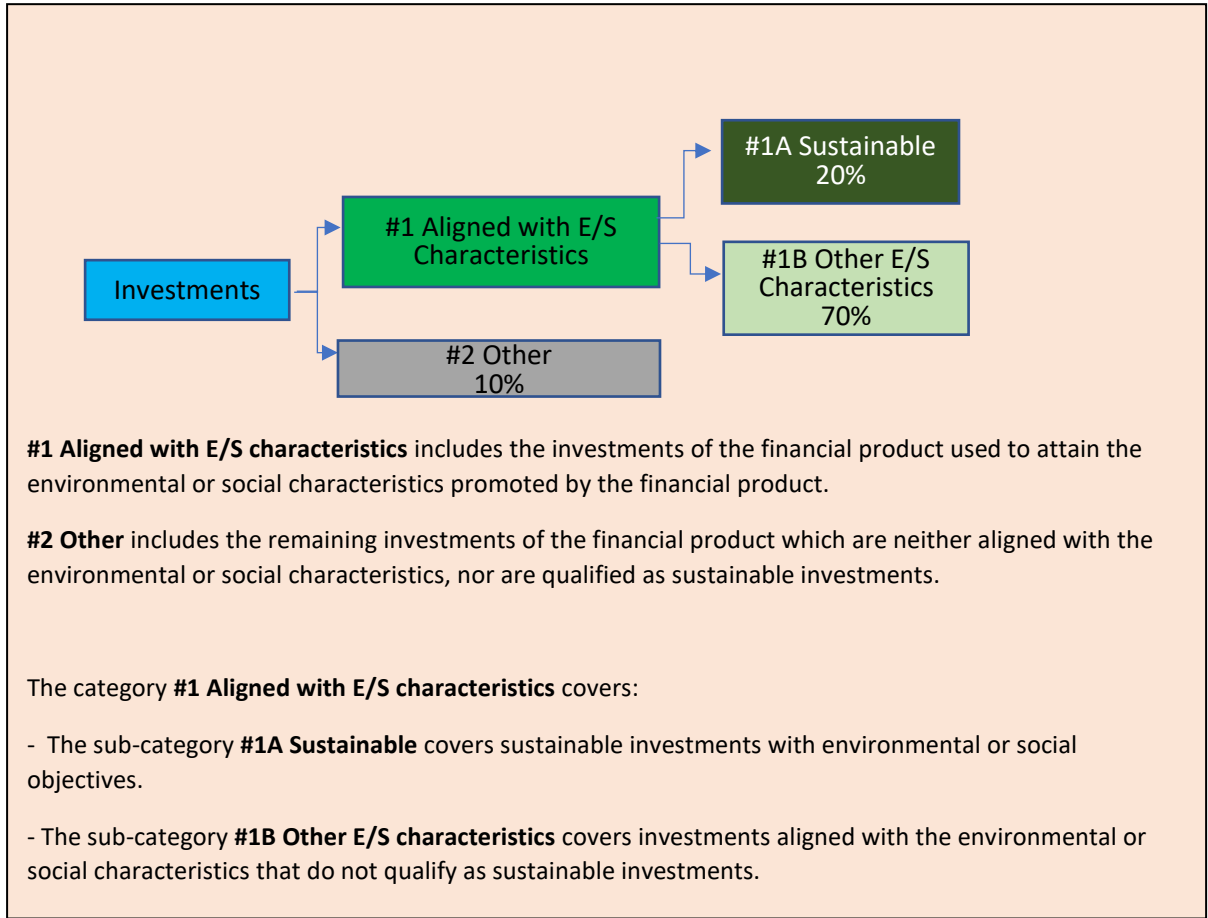 #1A Sustainable
20%
#1 Aligned with E/S
Characteristics
#1B Other E/S
Characteristics
70%
Investments
#2 Other
10%
#1 Aligned with E/S characteristics includes the investments of the financial product used to attain the
environmental or social characteristics promoted by the financial product.
#2 Other includes the remaining investments of the financial product which are neither aligned with the
environmental or social characteristics, nor are qualified as sustainable investments.
The category #1 Aligned with E/S characteristics covers:
- The sub-category #1A Sustainable covers sustainable investments with environmental or social
objectives.
- The sub-category #1B Other E/S characteristics covers investments aligned with the environmental or
social characteristics that do not qualify as sustainable investments.